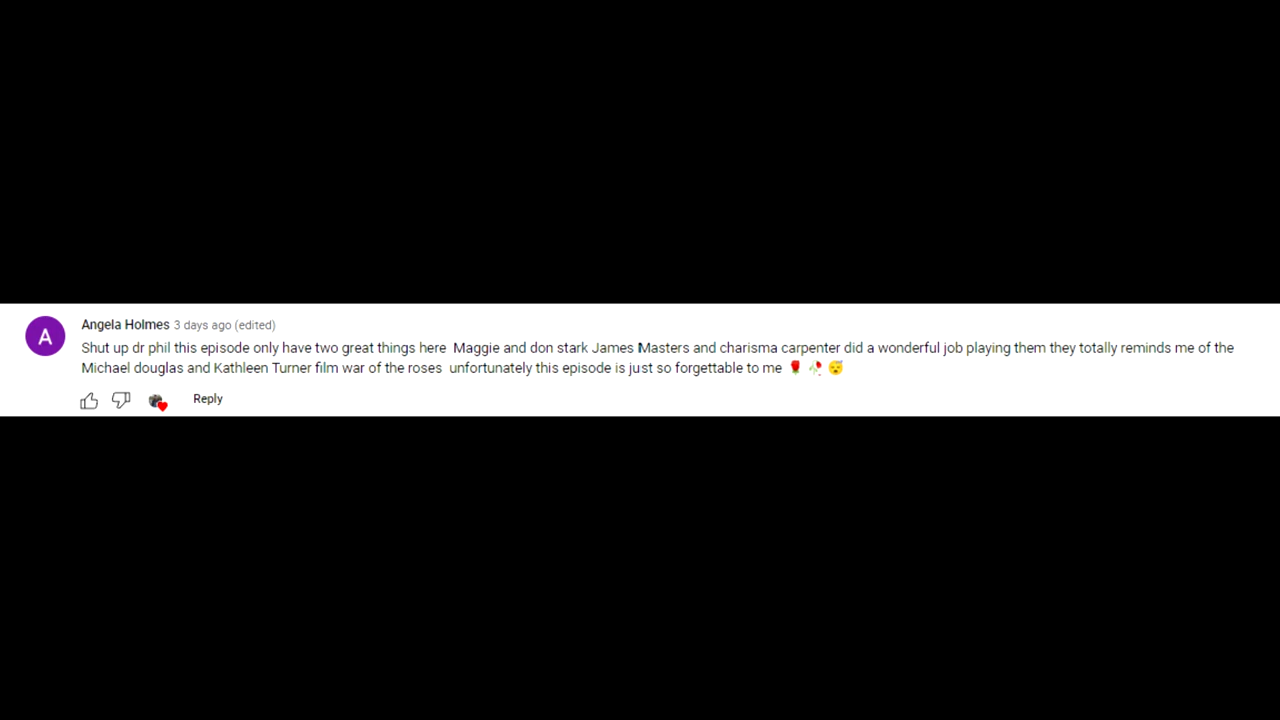 A
Angela Holmes 3 days ago (edited)
Shut up dr phil this episode only have two great things here  Maggie and don stark James Masters and charisma carpenter did a wonderful job playing them they totally reminds me of the
Michael douglas and Kathleen Turner film war of the roses  unfortunately this episode is just so forgettable to me 🌹 🥀 😴
Reply